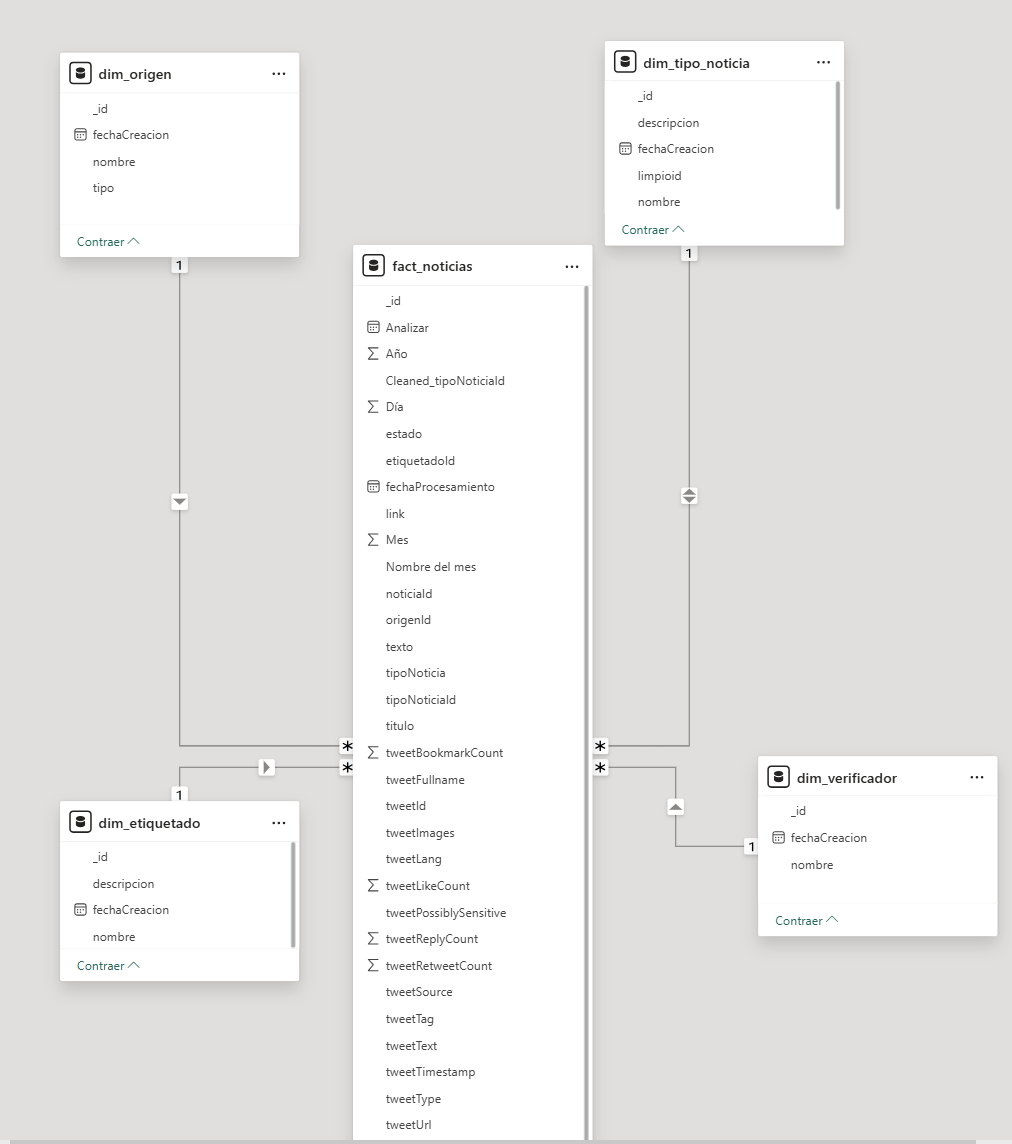 dim_origen
_id
fechaCreacion
nombre
tipo
Contraer
1
dim_tipo_noticia
_id
descripcion
fechaCreacion
limpioid
nombre
Contraer
1
fact_noticias
_id
Analizar
Año
Cleaned_tipoNoticiaId
Día
estado
etiquetadoId
fechaProcesamiento
link
Mes
Nombre del mes
noticiaId
origenId
texto
tipoNoticia
tipoNoticiaId
titulo
tweetBookmarkCount
tweetFullname
tweetId
tweetImages
tweetLang
tweetLikeCount
tweetPossiblySensitive
tweetReplyCount
tweetRetweetCount
tweetSource
tweetTag
tweetText
tweetTimestamp
tweetType
tweetUrl
*
*
*
*
1
dim_etiquetado
_id
descripcion
fechaCreacion
nombre
Contraer
1
dim_verificador
_id
fechaCreacion
nombre
Contraer